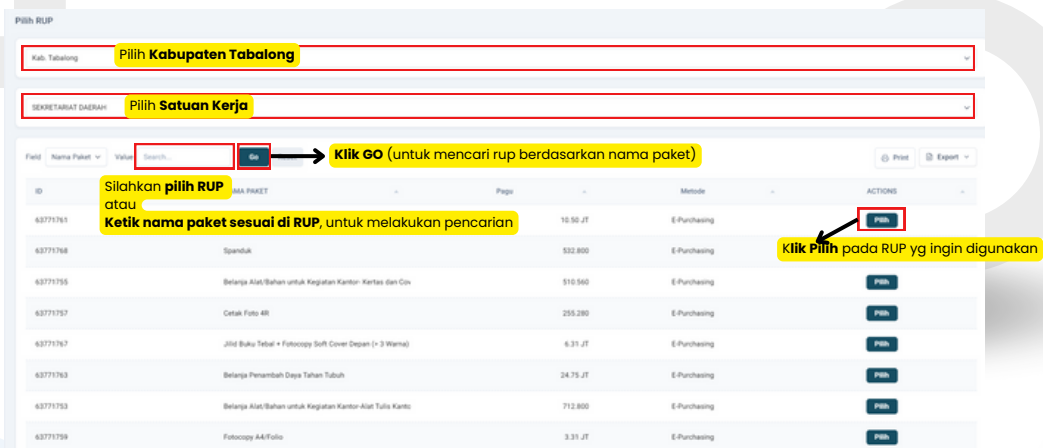 Pilih RUP
Kab. Tabalong
Pilih Kabupaten Tabalong
SEKRETARIAT DAERAH
Pilih Satuan Kerja
Field Nama Paket Value Search... Go
Klik GO (untuk mencari rup berdasarkan nama paket)
Print Export
ID NAMA PAKET Pagu Metode ACTIONS
Silahkan pilih RUP
atau
Ketik nama paket sesuai di RUP, untuk melakukan pencarian
63771761 10.50 JT E-Purchasing Pilih
Klik Pilih pada RUP yg ingin digunakan
63771768 Spanduk 532.800 E-Purchasing
63771755 Belanja Alat/Bahan untuk Kegiatan Kantor- Kertas dan Cov 510.560 E-Purchasing Pilih
63771757 Cetak Foto 4R 255.280 E-Purchasing Pilih
63771767 Jilid Buku Tebal + Fotocopy Soft Cover Depan (> 3 Warna) 6.31 JT E-Purchasing Pilih
63771763 Belanja Penambah Daya Tahan Tubuh 24.75 JT E-Purchasing Pilih
63771753 Belanja Alat/Bahan untuk Kegiatan Kantor-Alat Tulis Kanto 712.800 E-Purchasing Pilih
63771759 Fotocopy A4/Folio 3.31 JT E-Purchasing Pilih